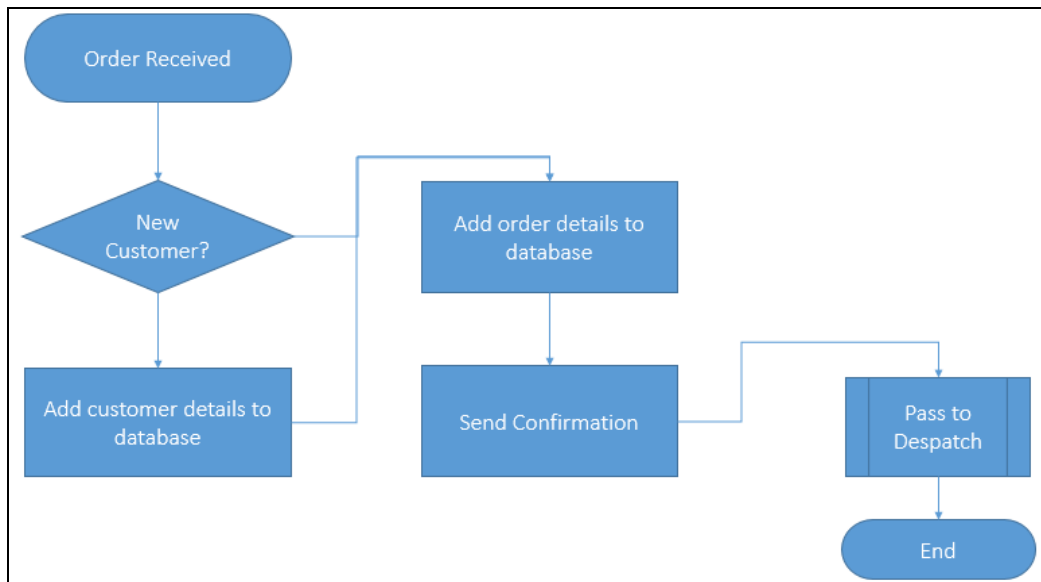 Order Received
New
Customer?
Add customer details to
database
Add order details to
database
Send Confirmation
Pass to
Despatch
End